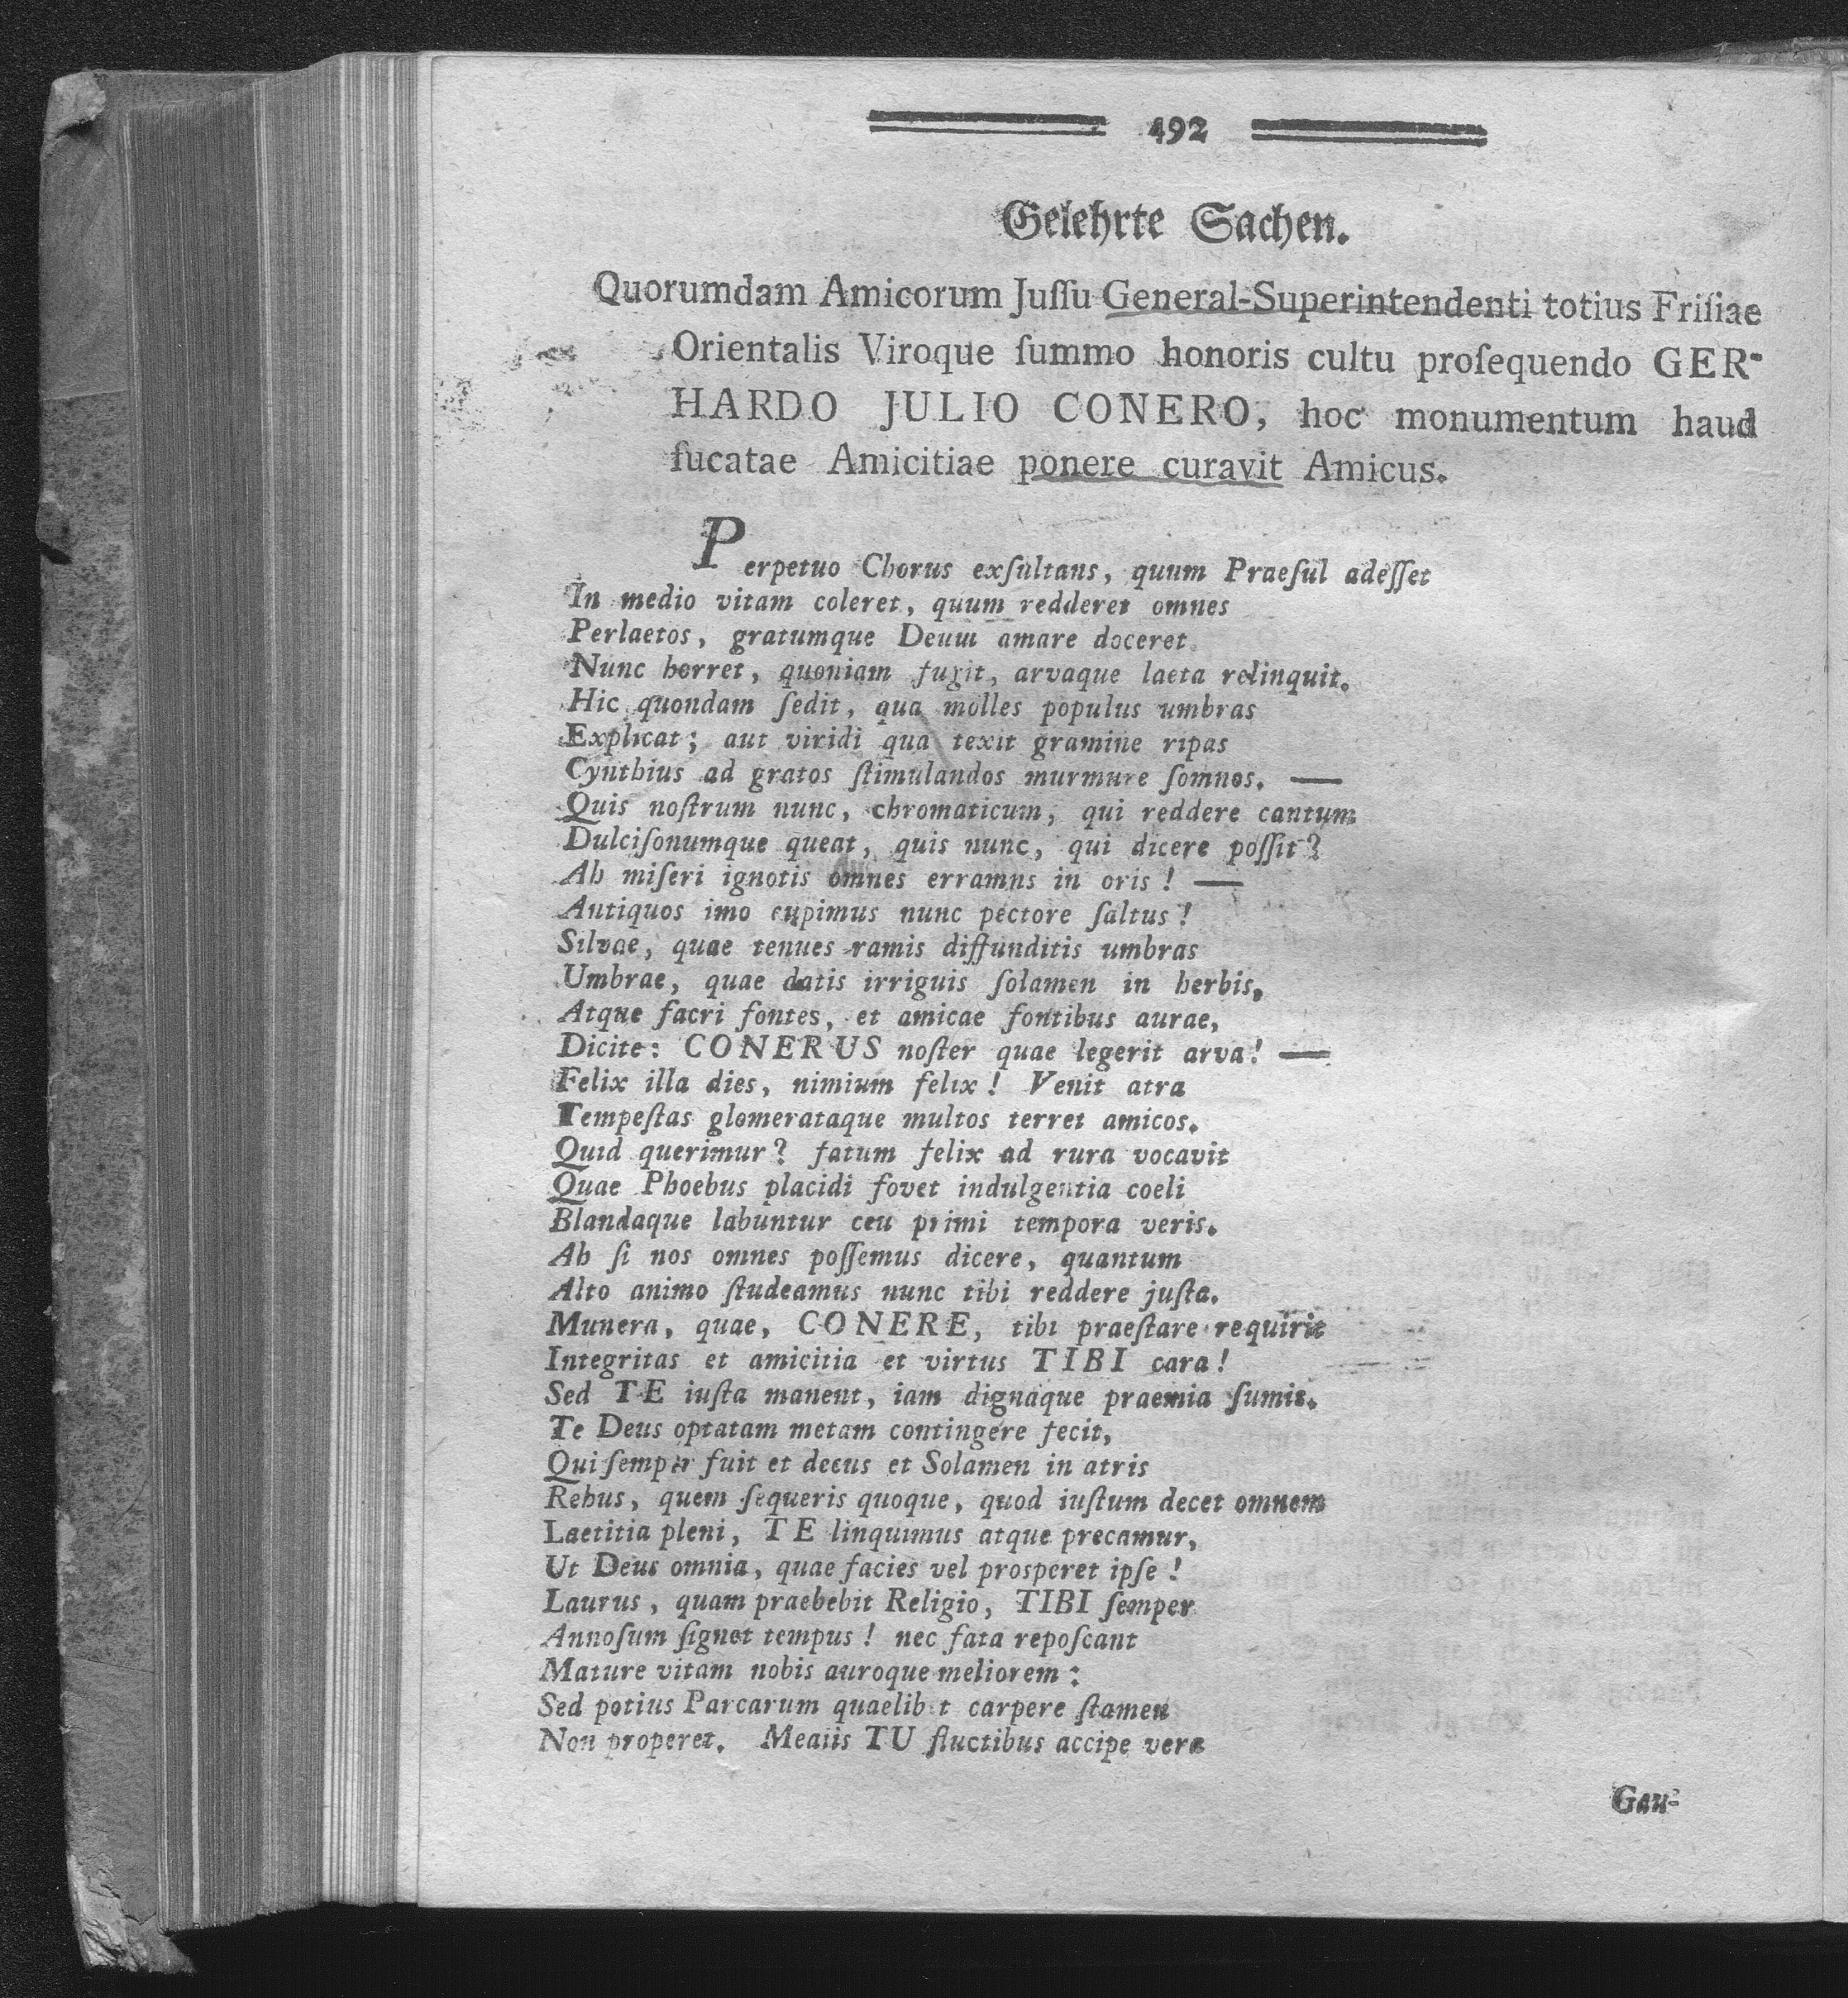 492
Gelehrte Sachen.
Quorumdam Amicorum Juſſu General-Superintendenti totius Friſiae
Orientalis Viroque ſummo honoris cultu proſequendo GER-
HARDO JULIO CONERO, hoc monumentum haud
fucatae Amicitiae ponere curavit Amicus.
Perpetuo Chorus exſultans, quum Praeſul adeſſet
In medio vitam coleret, quum redderet omnes
Perlaetos, gratumque Deum amare doceret.
Nunc horret, quoniam fugit, arvaque laeta relinquit.
Hic quondam ſedit, qua molles populus umbras
Explicat; aut viridi qua texit gramine ripas
Cynthius ad gratos ſtimulandos murmure ſomnos. —
Quis noſtrum nunc, chromaticum, qui reddere cantum
Dulciſonumque queat, quis nunc, qui dicere poſſit?
Ah miſeri ignotis omnes erramns in oris! —
Antiquos imo cupimus nunc pectore ſaltus!
Silvae, quae tenues ramis diffunditis umbras
Umbrae, quae datis irriguis ſolamen in herbis,
Atque ſacri fontes, et amicae fontibus aurae,
Dicite: CONERUS noſter quae legerit arva! —
Felix illa dies, nimium felix! Venit atra
Tempeſtas glomerataque multos terret amicos.
Quid querimur? fatum felix ad rura vocavit
Quae Phoebus placidi fovet indulgentia coeli
Blandaque labuntur ceu primi tempora veris.
Ah ſi nos omnes poſſemus dicere, quantum
Alto animo ſtudeamus nunc tibi reddere juſta.
Munera, quae, CONERE, tibi praeſtare requirit
Integritas et amicitia et virtus TIBI cara!
Sed TE iuſta manent, iam dignaque praemia ſumis.
Te Deus optatam metam contingere fecit,
Qui ſemper fuit et decus et Solamen in atris
Rebus, quem ſequeris quoque, quod iuſtum decet omnem
Laetitia pleni, TE linquimus atque precamur,
Ut Deus omnia, quae facies vel prosperet ipſe!
Laurus, quam praebebit Religio, TIBI ſemper
Annoſum ſignet tempus! nec fata repoſcant
Mature vitam nobis auroque meliorem:
Sed potius Parcarum quaelibet carpere ſtamen
Non properet. Mediis TU fluctibus accipe vera
Gau-